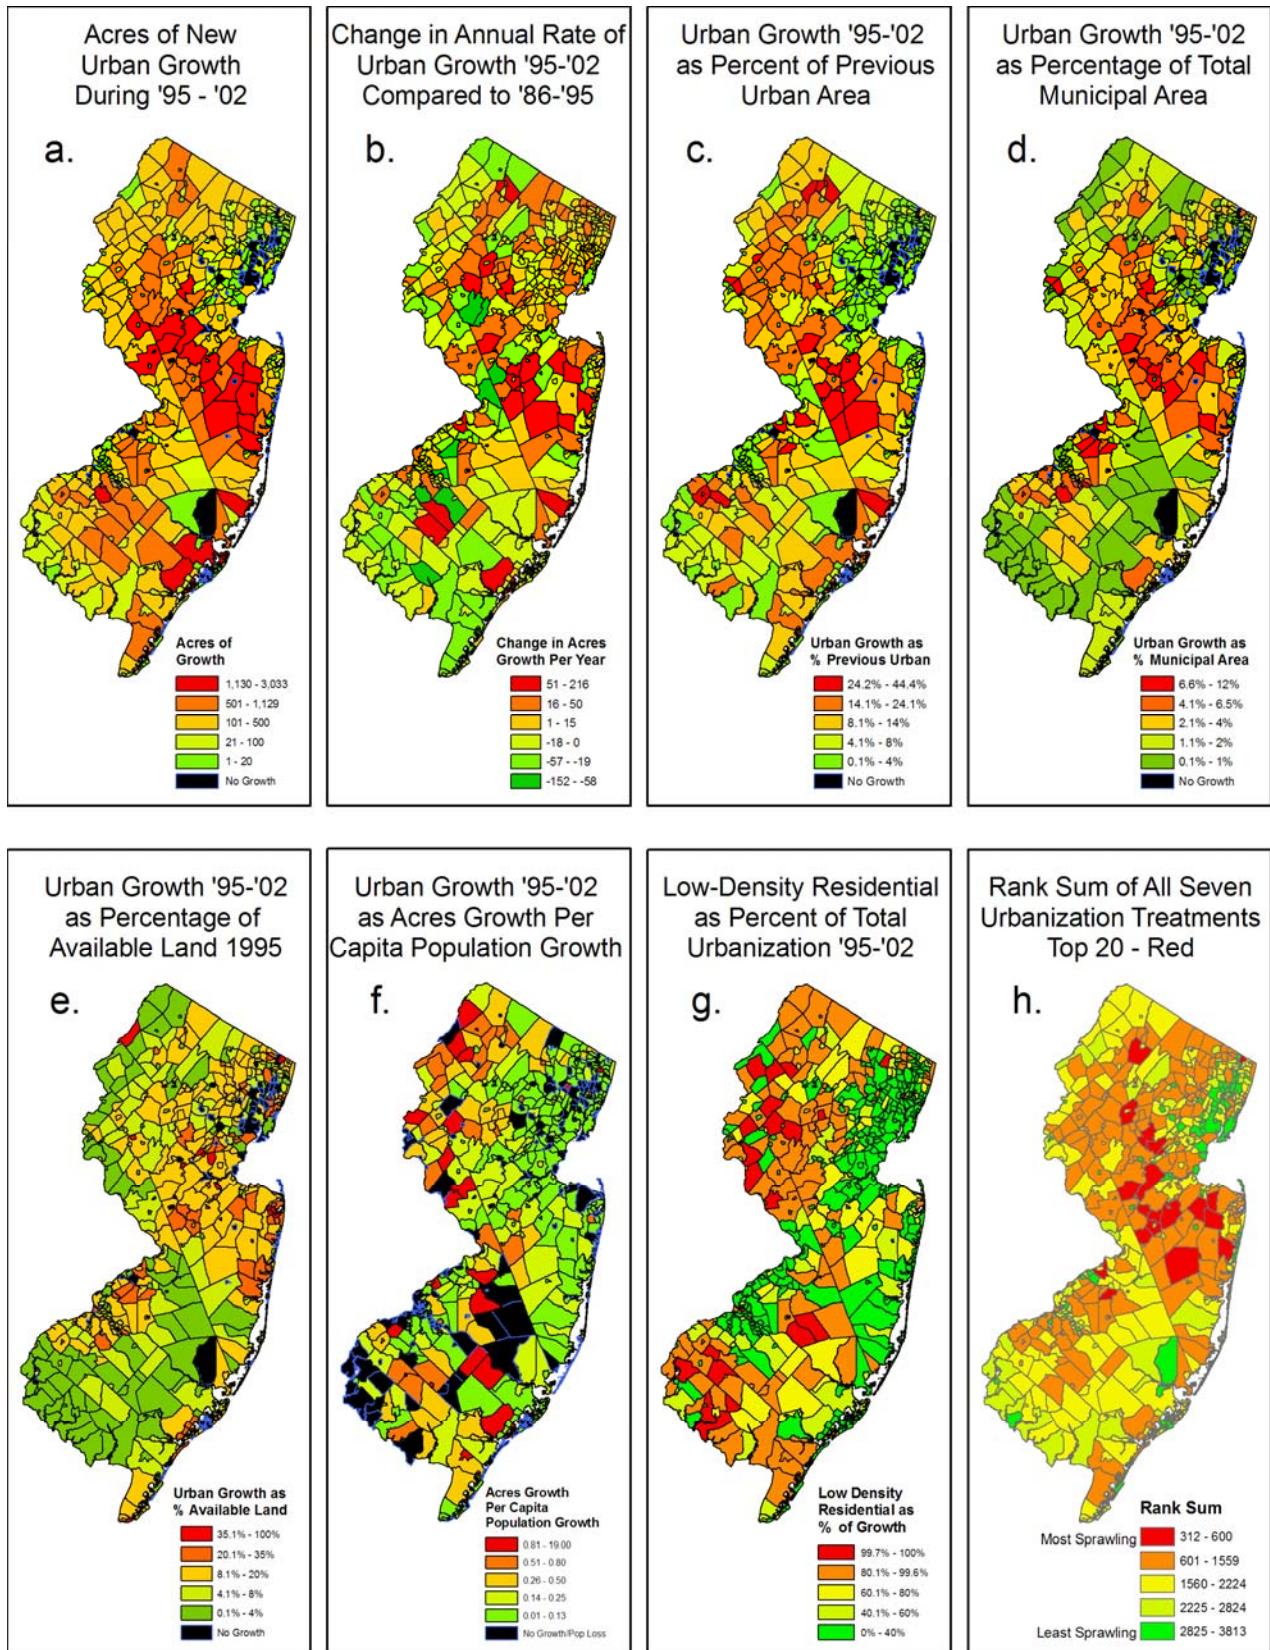 Acres of New
Urban Growth
During '95 - '02
a.
Acres of
Growth
1,130 - 3,033
501 - 1,129
101 - 500
21 - 100
1 - 20
No Growth
Change in Annual Rate of
Urban Growth '95-'02
Compared to '86-'95
b.
Change in Acres
Growth Per Year
51 - 216
16 - 50
1 - 15
-18 - 0
-57 - -19
-152 - -58
Urban Growth '95-'02
as Percent of Previous
Urban Area
c.
Urban Growth as
% Previous Urban
24.2% - 44.4%
14.1% - 24.1%
8.1% - 14%
4.1% - 8%
0.1% - 4%
No Growth
Urban Growth '95-'02
as Percentage of Total
Municipal Area
d.
Urban Growth as
% Municipal Area
6.6% - 12%
4.1% - 6.5%
2.1% - 4%
1.1% - 2%
0.1% - 1%
No Growth
Urban Growth '95-'02
as Percentage of
Available Land 1995
e.
Urban Growth as
% Available Land
35.1% - 100%
20.1% - 35%
8.1% - 20%
4.1% - 8%
0.1% - 4%
No Growth
Urban Growth '95-'02
as Acres Growth Per
Capita Population Growth
f.
Acres Growth
Per Capita
Population Growth
0.81 - 19.00
0.51 - 0.80
0.26 - 0.50
0.14 - 0.25
0.01 - 0.13
No Growth/Pop Loss
Low-Density Residential
as Percent of Total
Urbanization '95-'02
g.
Low Density
Residential as
% of Growth
99.7% - 100%
80.1% - 99.6%
60.1% - 80%
40.1% - 60%
0% - 40%
Rank Sum of All Seven
Urbanization Treatments
Top 20 - Red
h.
Rank Sum
Most Sprawling 312 - 600
601 - 1559
1560 - 2224
2225 - 2824
Least Sprawling 2825 - 3813